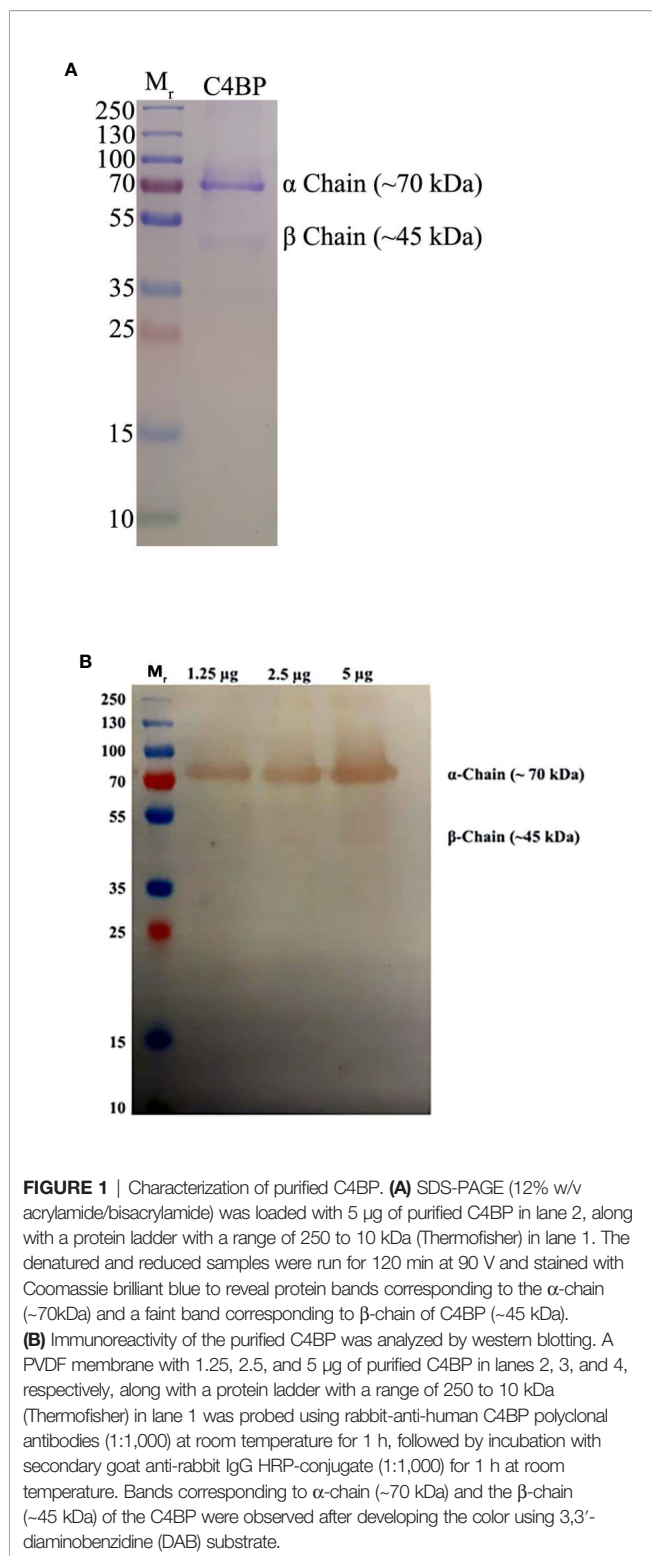 A
Mr C4BP
250
130
100
70 α Chain (~70 kDa)
55
β Chain (~45 kDa)
35
25
15
10
B
Mr 1.25 µg 2.5 µg 5 µg
250
130
100
70 α-Chain (~ 70 kDa)
55
β-Chain (~45 kDa)
35
25
15
10
FIGURE 1 | Characterization of purified C4BP. (A) SDS-PAGE (12% w/v
acrylamide/bisacrylamide) was loaded with 5 µg of purified C4BP in lane 2, along
with a protein ladder with a range of 250 to 10 kDa (Thermofisher) in lane 1. The
denatured and reduced samples were run for 120 min at 90 V and stained with
Coomassie brilliant blue to reveal protein bands corresponding to the α-chain
(~70kDa) and a faint band corresponding to β-chain of C4BP (~45 kDa).
(B) Immunoreactivity of the purified C4BP was analyzed by western blotting. A
PVDF membrane with 1.25, 2.5, and 5 µg of purified C4BP in lanes 2, 3, and 4,
respectively, along with a protein ladder with a range of 250 to 10 kDa
(Thermofisher) in lane 1 was probed using rabbit-anti-human C4BP polyclonal
antibodies (1:1,000) at room temperature for 1 h, followed by incubation with
secondary goat anti-rabbit IgG HRP-conjugate (1:1,000) for 1 h at room
temperature. Bands corresponding to α-chain (~70 kDa) and the β-chain
(~45 kDa) of the C4BP were observed after developing the color using 3,3′-
diaminobenzidine (DAB) substrate.